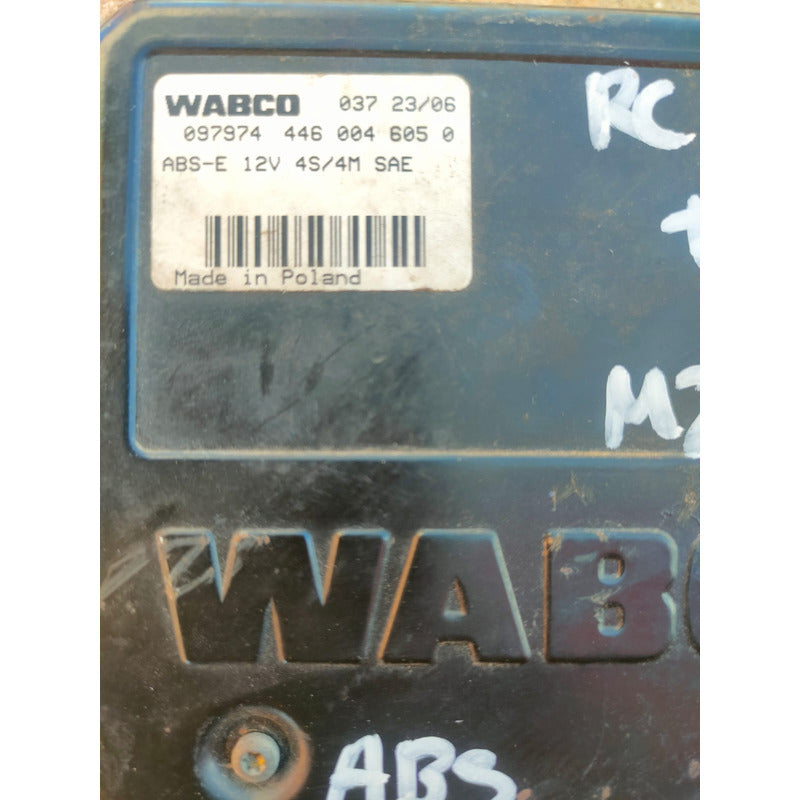 WABCO 037 23/06
097974 446 004 605 0
ABS-E 12V 4S/4M SAE
Made in Poland
RC
WAB
ABS